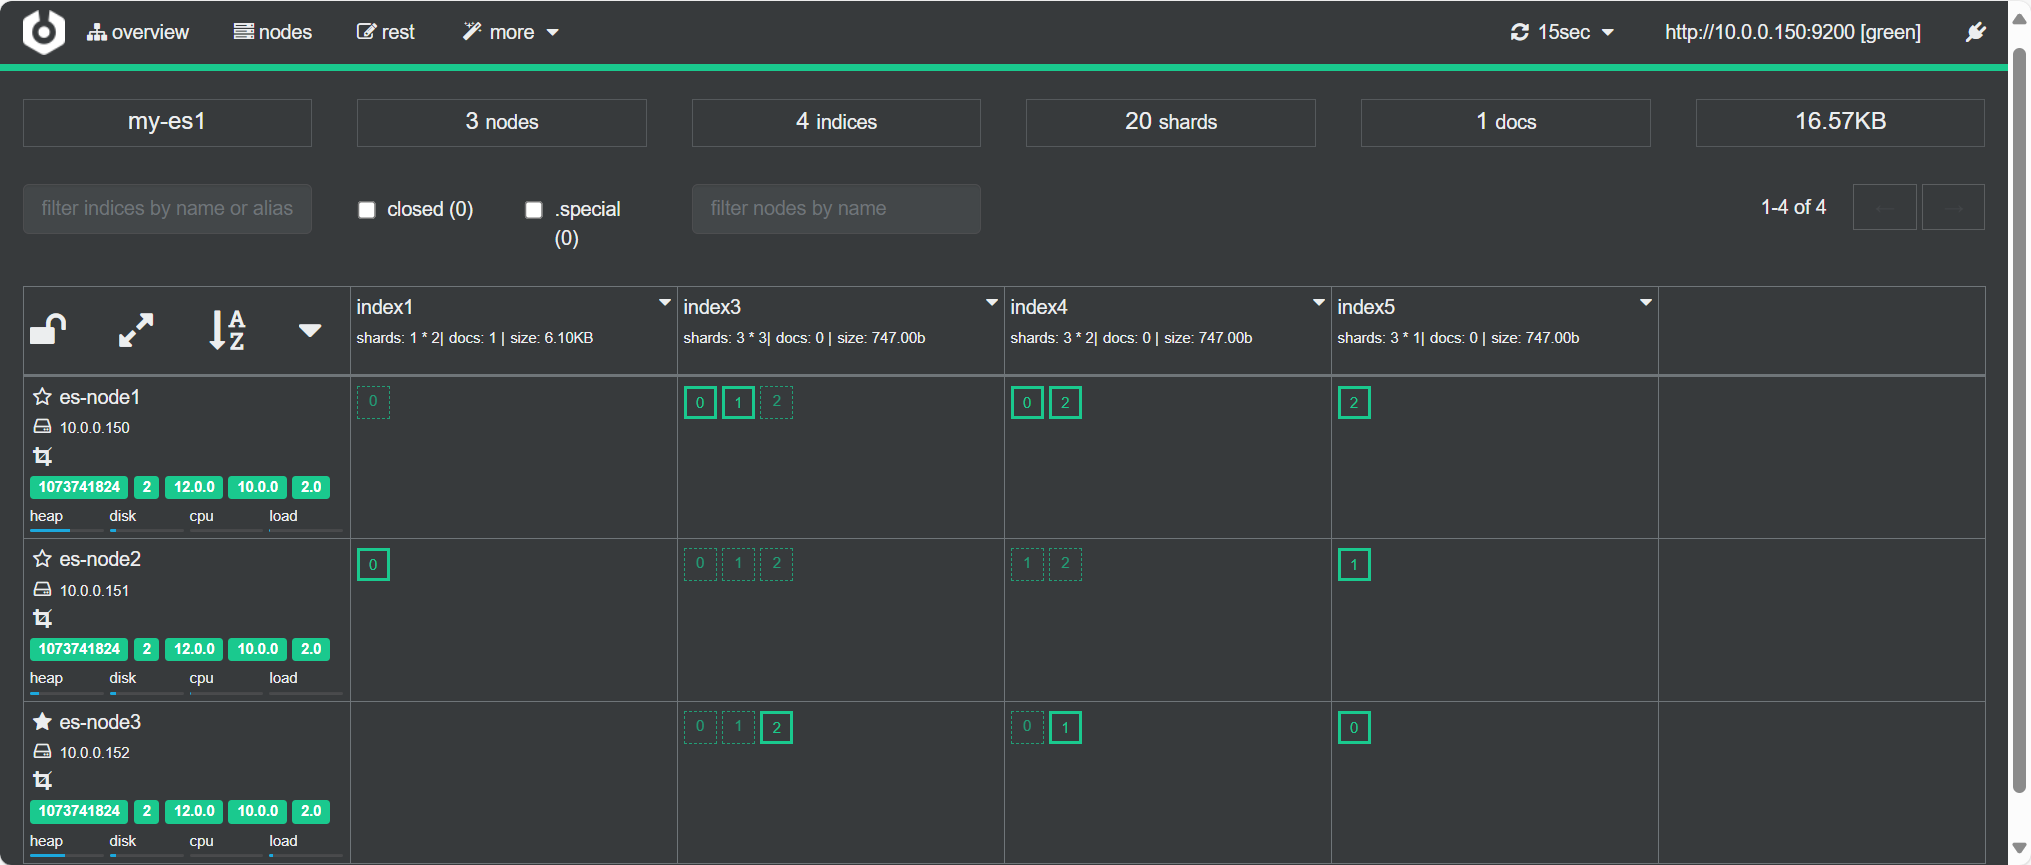 overview nodes rest more 15sec http://10.0.0.150:9200 [green]
my-es1 3 nodes 4 indices 20 shards 1 docs 16.57KB
filter indices by name or alias closed (0) .special (0) filter nodes by name 1-4 of 4 ← →
A Z
index1 index3 index4 index5
shards: 1 * 2| docs: 1 | size: 6.10KB shards: 3 * 3| docs: 0 | size: 747.00b shards: 3 * 2| docs: 0 | size: 747.00b shards: 3 * 1| docs: 0 | size: 747.00b
es-node1 0 0 1 2 0 2 2
10.0.0.150
1073741824 2 12.0.0 10.0.0 2.0
heap disk cpu load
es-node2 0 0 1 2 1 2 1
10.0.0.151
1073741824 2 12.0.0 10.0.0 2.0
heap disk cpu load
es-node3 0 1 2 0 1 0
10.0.0.152
1073741824 2 12.0.0 10.0.0 2.0
heap disk cpu load